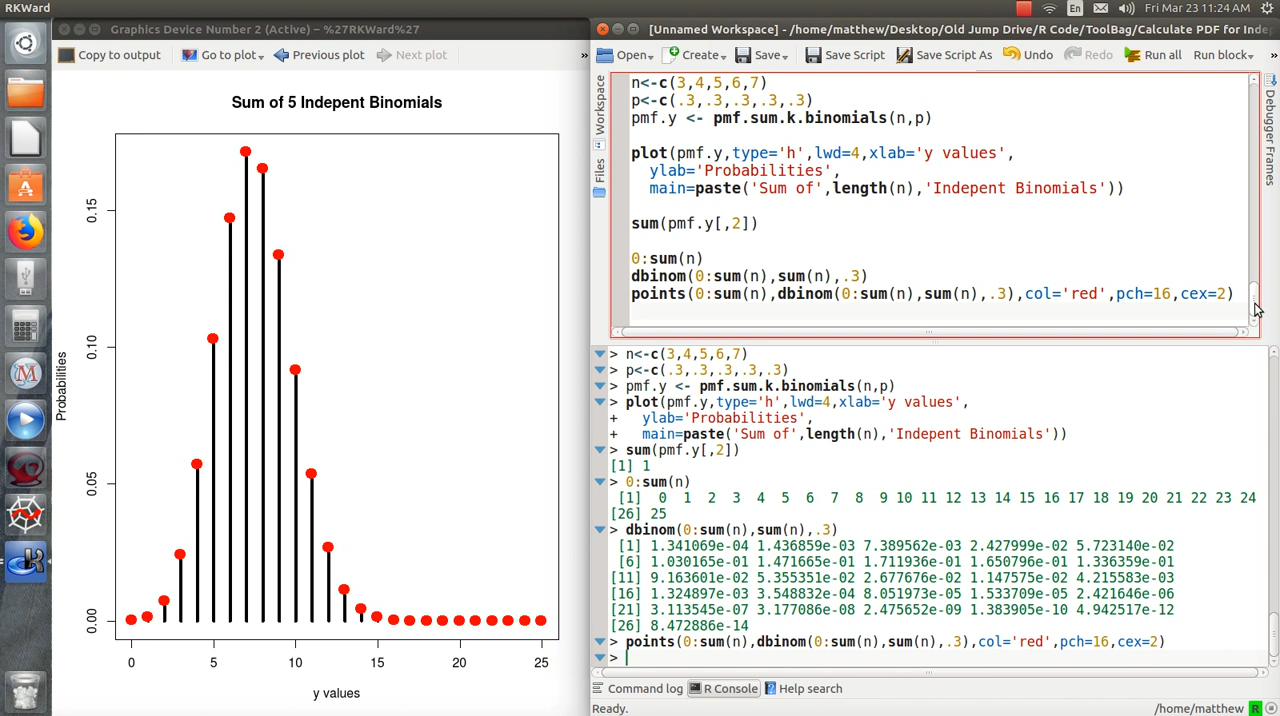 RKWard
En
Fri Mar 23 11:24 AM
Graphics Device Number 2 (Active) – %27RKWard%27
Copy to output
Go to plot
Previous plot
Next plot
»
Sum of 5 Indepent Binomials
0.15
0.10
0.05
0.00
Probabilities
0 5 10 15 20 25
y values
[Unnamed Workspace] - /home/matthew/Desktop/Old Jump Drive/R Code/ToolBag/Calculate PDF for Indep
Open
Create
Save
Save Script
Save Script As
Undo
Redo
Run all
Run block
»
Workspace
Files
Debugger Frames
n<-c(3,4,5,6,7)
p<-c(.3,.3,.3,.3,.3)
pmf.y <- pmf.sum.k.binomials(n,p)
plot(pmf.y,type='h',lwd=4,xlab='y values',
ylab='Probabilities',
main=paste('Sum of',length(n),'Indepent Binomials'))
sum(pmf.y[,2])
0:sum(n)
dbinom(0:sum(n),sum(n),.3)
points(0:sum(n),dbinom(0:sum(n),sum(n),.3),col='red',pch=16,cex=2)
> n<-c(3,4,5,6,7)
> p<-c(.3,.3,.3,.3,.3)
> pmf.y <- pmf.sum.k.binomials(n,p)
> plot(pmf.y,type='h',lwd=4,xlab='y values',
+ ylab='Probabilities',
+ main=paste('Sum of',length(n),'Indepent Binomials'))
> sum(pmf.y[,2])
[1] 1
> 0:sum(n)
[1] 0 1 2 3 4 5 6 7 8 9 10 11 12 13 14 15 16 17 18 19 20 21 22 23 24
[26] 25
> dbinom(0:sum(n),sum(n),.3)
[1] 1.341069e-04 1.436859e-03 7.389562e-03 2.427999e-02 5.723140e-02
[6] 1.030165e-01 1.471665e-01 1.711936e-01 1.650796e-01 1.336359e-01
[11] 9.163601e-02 5.355351e-02 2.677676e-02 1.147575e-02 4.215583e-03
[16] 1.324897e-03 3.548832e-04 8.051973e-05 1.533709e-05 2.421646e-06
[21] 3.113545e-07 3.177086e-08 2.475652e-09 1.383905e-10 4.942517e-12
[26] 8.472886e-14
> points(0:sum(n),dbinom(0:sum(n),sum(n),.3),col='red',pch=16,cex=2)
>
Command log
R Console
Help search
Ready.
/home/matthew
R